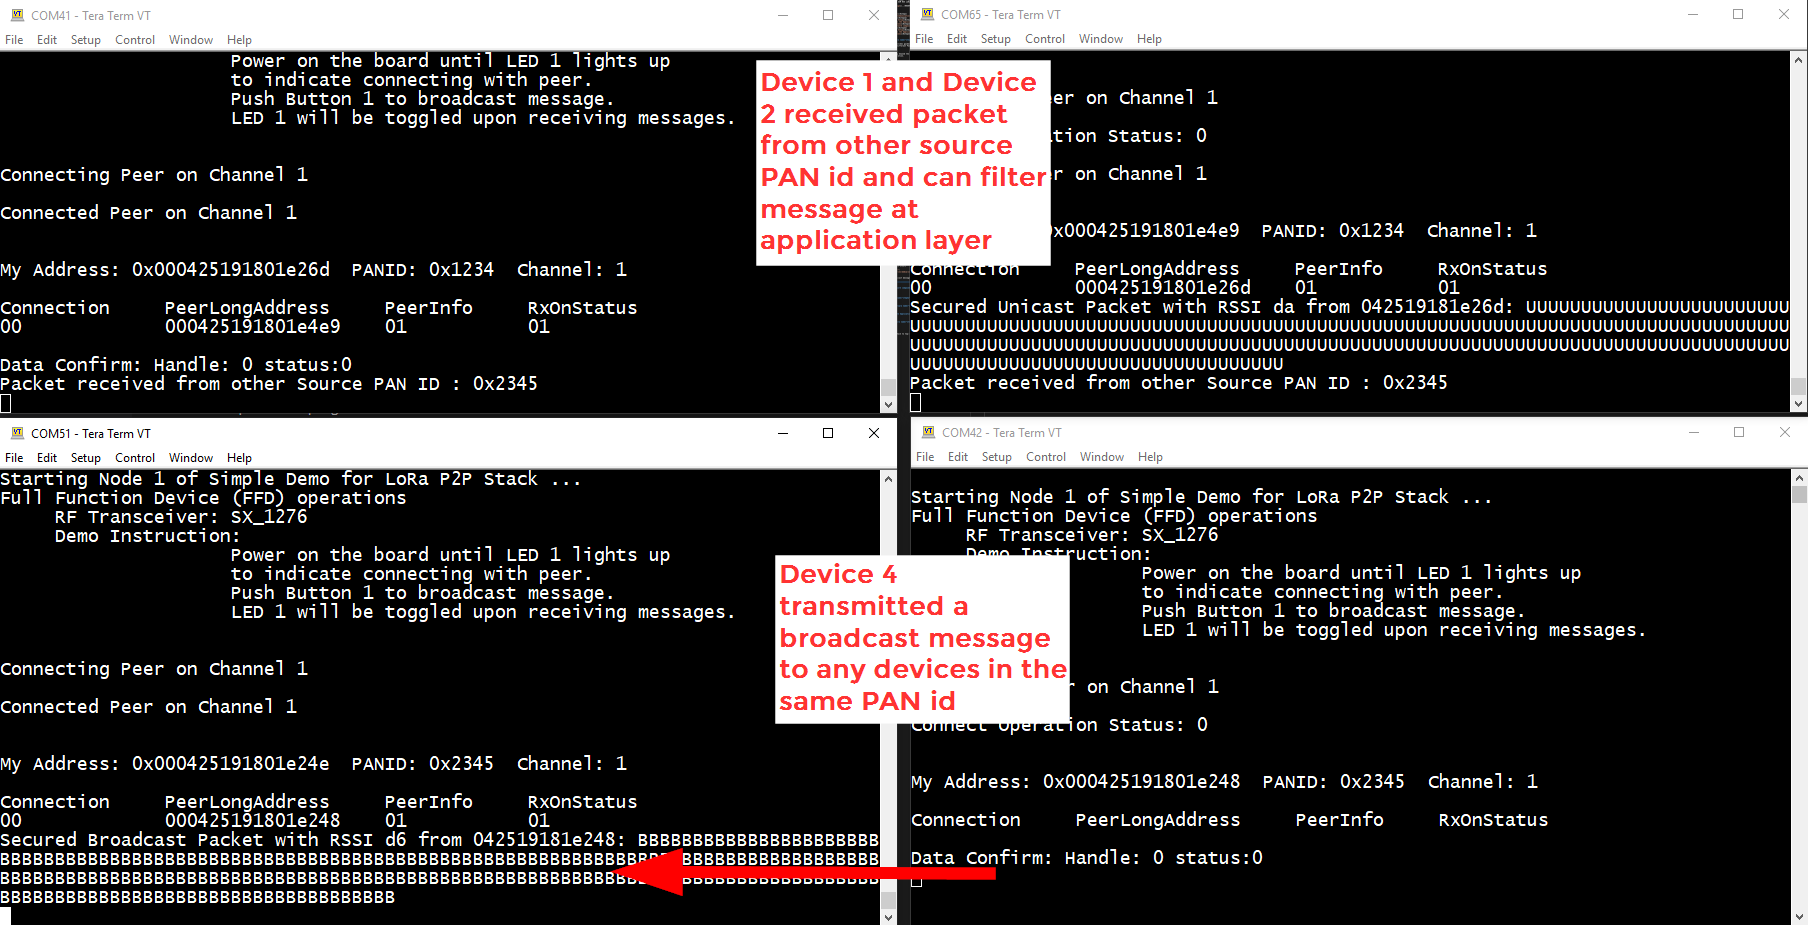 COM41 - Tera Term VT
File Edit Setup Control Window Help
Power on the board until LED 1 lights up
to indicate connecting with peer.
Push Button 1 to broadcast message.
LED 1 will be toggled upon receiving messages.
Connecting Peer on Channel 1
Connected Peer on Channel 1
My Address: 0x000425191801e26d PANID: 0x1234 Channel: 1
Connection PeerLongAddress PeerInfo RxOnStatus
00 000425191801e4e9 01 01
Data Confirm: Handle: 0 status:0
Packet received from other Source PAN ID : 0x2345
COM65 - Tera Term VT
File Edit Setup Control Window Help
er on Channel 1
tion Status: 0
r on Channel 1
x000425191801e4e9 PANID: 0x1234 Channel: 1
Connection PeerLongAddress PeerInfo RxOnStatus
00 000425191801e26d 01 01
Secured Unicast Packet with RSSI da from 042519181e26d: UUUUUUUUUUUUUUUUUUUUUUUU
UUUUUUUUUUUUUUUUUUUUUUUUUUUUUUUUUUUUUUUUUUUUUUUUUUUUUUUUUUUUUUUUUUUUUUUUUUUUUUUU
UUUUUUUUUUUUUUUUUUUUUUUUUUUUUUUUUUUUUUUUUUUUUUUUUUUUUUUUUUUUUUUUUUUUUUUUUUUUUUUU
UUUUUUUUUUUUUUUUUUUUUUUUUUUUUUUUUU
Packet received from other Source PAN ID : 0x2345
Device 1 and Device
2 received packet
from other source
PAN id and can filter
message at
application layer
COM51 - Tera Term VT
File Edit Setup Control Window Help
Starting Node 1 of Simple Demo for LoRa P2P Stack ...
Full Function Device (FFD) operations
RF Transceiver: SX_1276
Demo Instruction:
Power on the board until LED 1 lights up
to indicate connecting with peer.
Push Button 1 to broadcast message.
LED 1 will be toggled upon receiving messages.
Connecting Peer on Channel 1
Connected Peer on Channel 1
My Address: 0x000425191801e24e PANID: 0x2345 Channel: 1
Connection PeerLongAddress PeerInfo RxOnStatus
00 000425191801e248 01 01
Secured Broadcast Packet with RSSI d6 from 042519181e248: BBBBBBBBBBBBBBBBBBBBBB
BBBBBBBBBBBBBBBBBBBBBBBBBBBBBBBBBBBBBBBBBBBBBBBBBBBBBBBBBBBBBBBBBBBBBBBBBBBBBBBB
BBBBBBBBBBBBBBBBBBBBBBBBBBBBBBBBBBBBBBBBBBBBBBBBBBBBBBBBBBBBBBBBBBBBBBBBBBBBBBBB
BBBBBBBBBBBBBBBBBBBBBBBBBBBBBBBBBBBB
COM42 - Tera Term VT
File Edit Setup Control Window Help
Starting Node 1 of Simple Demo for LoRa P2P Stack ...
Full Function Device (FFD) operations
RF Transceiver: SX_1276
Demo Instruction:
Power on the board until LED 1 lights up
to indicate connecting with peer.
Push Button 1 to broadcast message.
LED 1 will be toggled upon receiving messages.
r on Channel 1
Connect Operation Status: 0
My Address: 0x000425191801e248 PANID: 0x2345 Channel: 1
Connection PeerLongAddress PeerInfo RxOnStatus
Data Confirm: Handle: 0 status:0
Device 4
transmitted a
broadcast message
to any devices in the
same PAN id